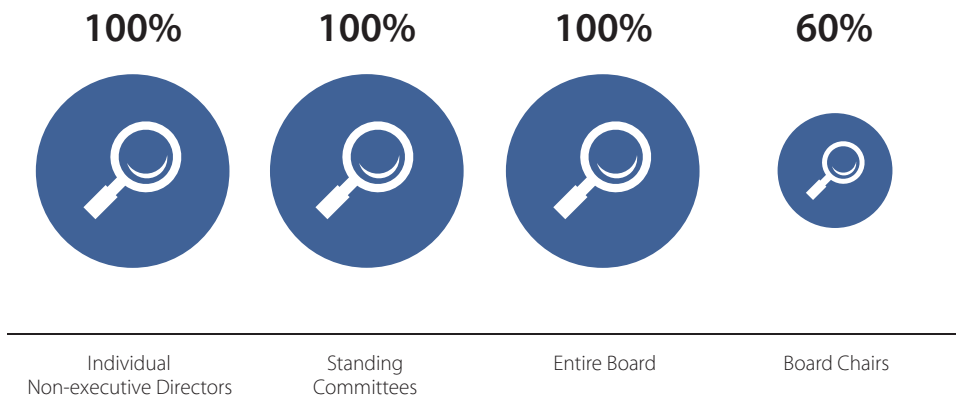 100%
100%
100%
60%
Individual
Non-executive Directors
Standing
Committees
Entire Board
Board Chairs